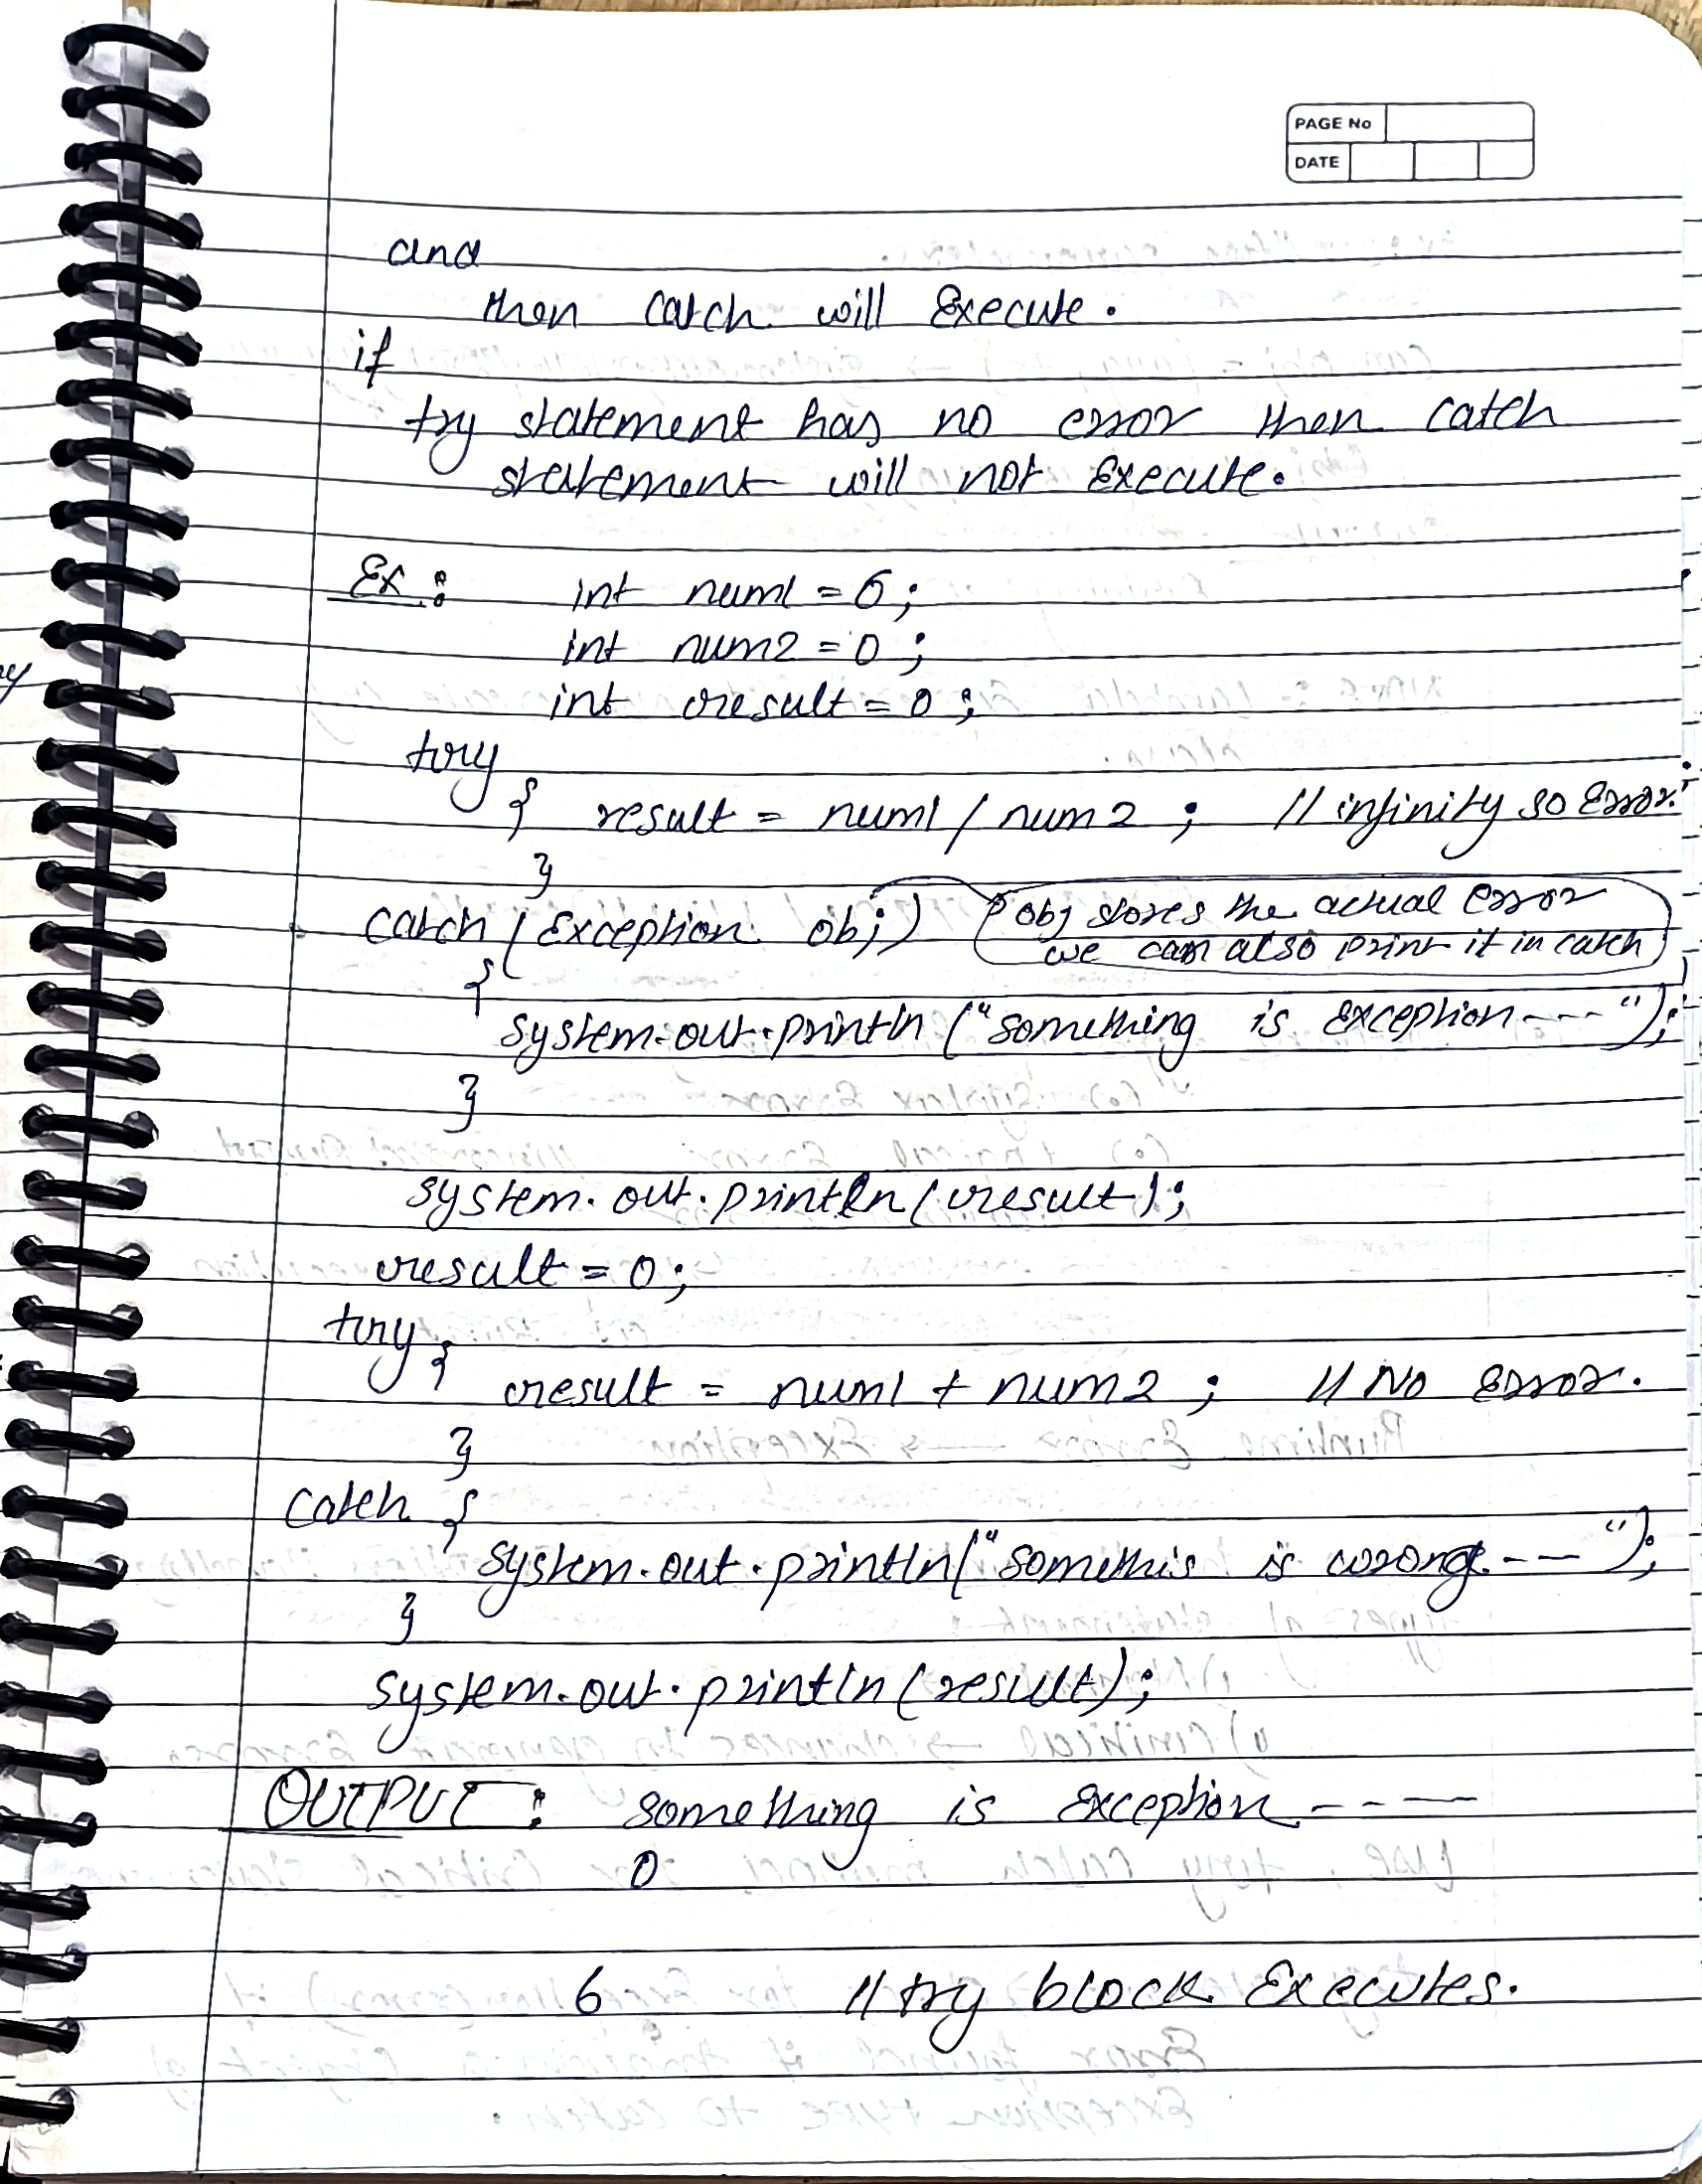 PAGE No
DATE
and
then catch will Execute.
if
try statement has no error then catch
statement will not Execute.
Ex :
int num1 = 6 ;
int num2 = 0 ;
int result = 0 ;
try
{ result = num1 / num2 ; // infinity so Error.
}
catch (Exception obj) obj stores the actual error
we can also print it in catch
{
system.out.println ("something is exception ---- ");
}
system.out.println (result);
result = 0 ;
try {
result = num1 + num2 ; // No Error.
}
catch {
system.out.println("somethis is wrong. --- ");
}
system.out.println (result);
OUTPUT : something is Exception -----
0
6 // try block Executes.